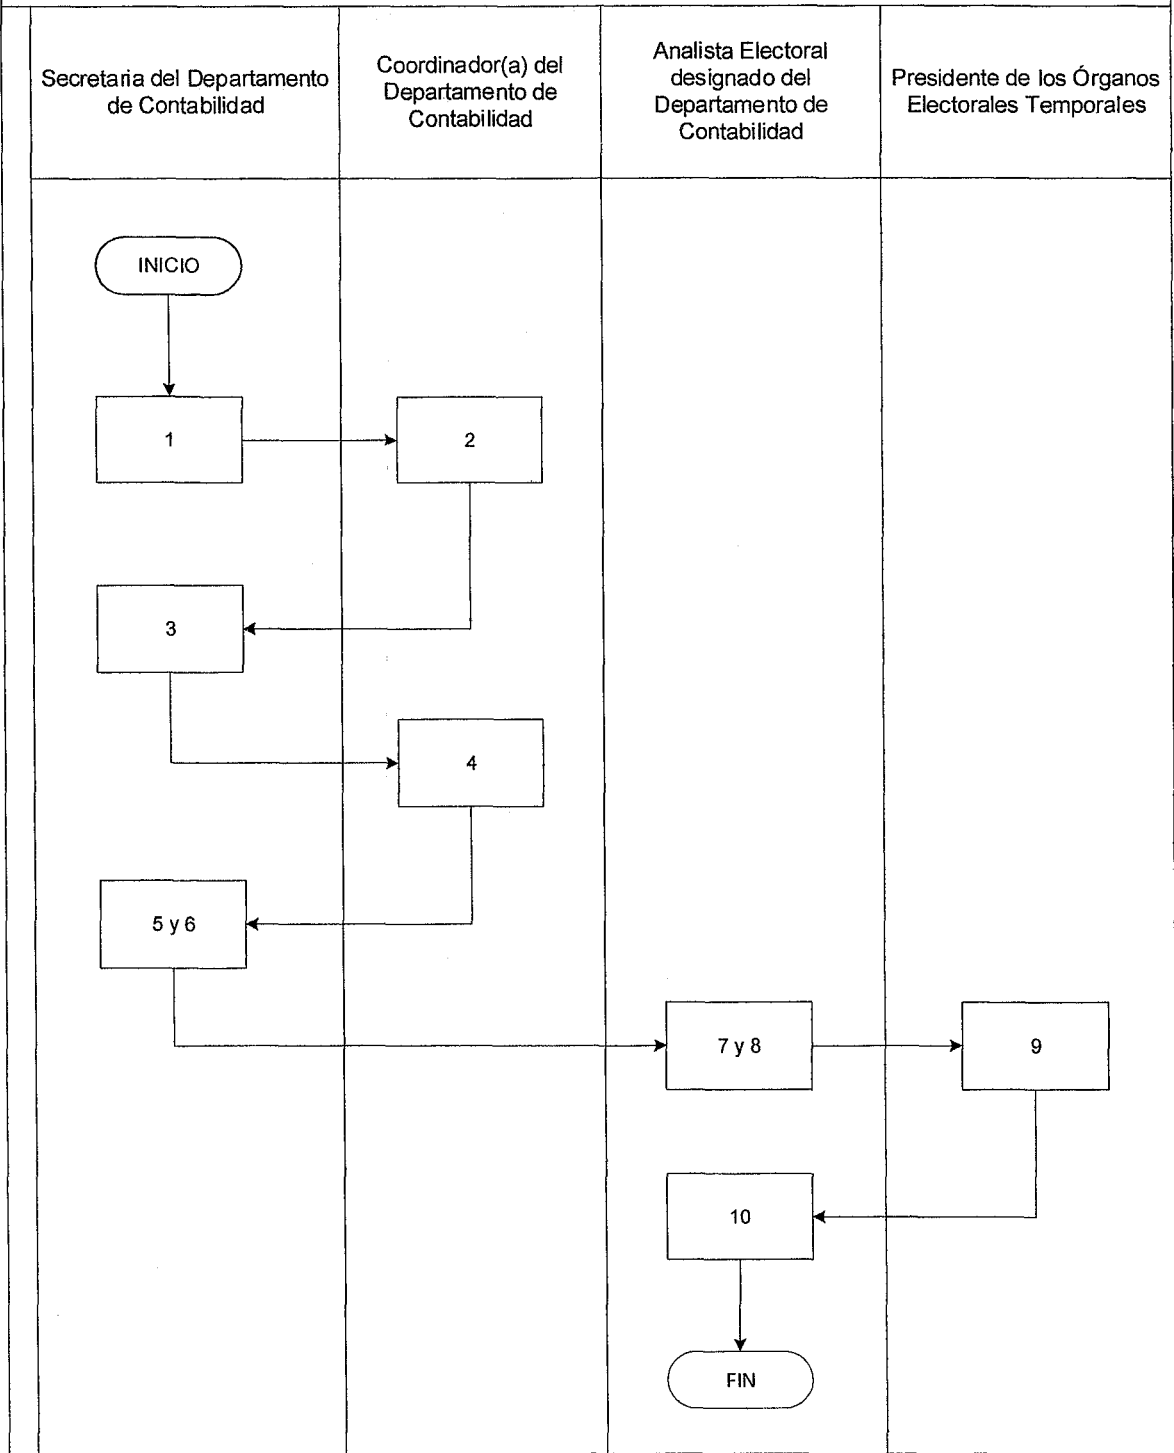 Secretaria del Departamento
de Contabilidad
Coordinador(a) del
Departamento de
Contabilidad
Analista Electoral
designado del
Departamento de
Contabilidad
Presidente de los Órganos
Electorales Temporales
INICIO
1
2
3
4
5 y 6
7 y 8
9
10
FIN